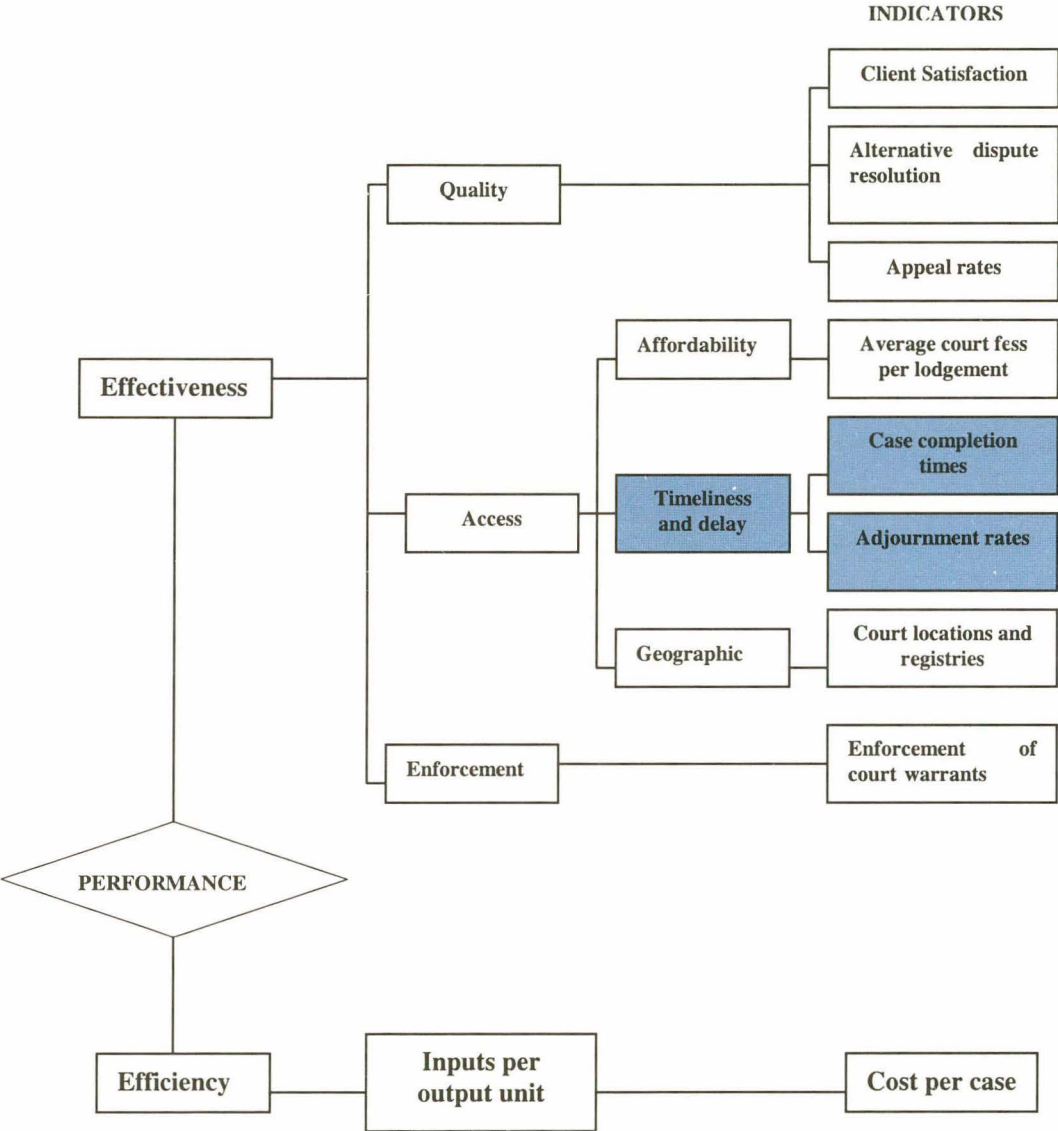 INDICATORS
Client Satisfaction
Alternative dispute
resolution
Quality
Appeal rates
Affordability
Average court fess
per lodgement
Effectiveness
Case completion
times
Timeliness
and delay
Access
Adjournment rates
Geographic
Court locations and
registries
Enforcement
Enforcement of
court warrants
PERFORMANCE
Efficiency
Inputs per
output unit
Cost per case